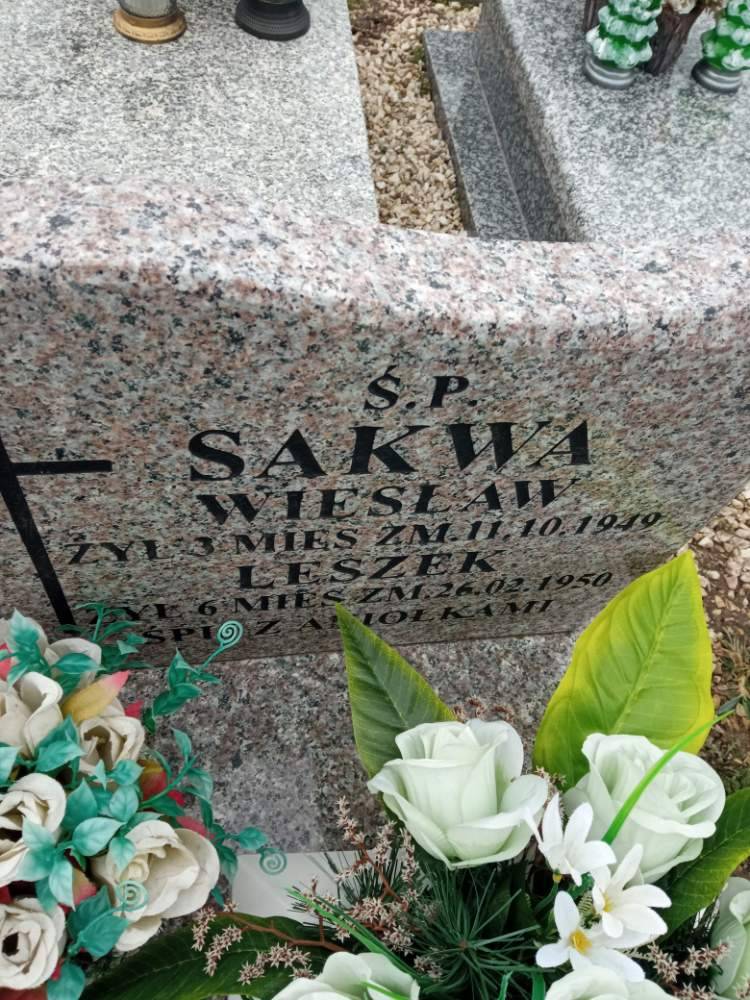 Ś.P.
SAKWA
WIESŁAW
ŻYŁ 3 MIES ZM.11.10.1949
LESZEK
ŻYŁ 6 MIES ZM.26.02.1950
ŚPIĄ Z ANIOŁKAMI